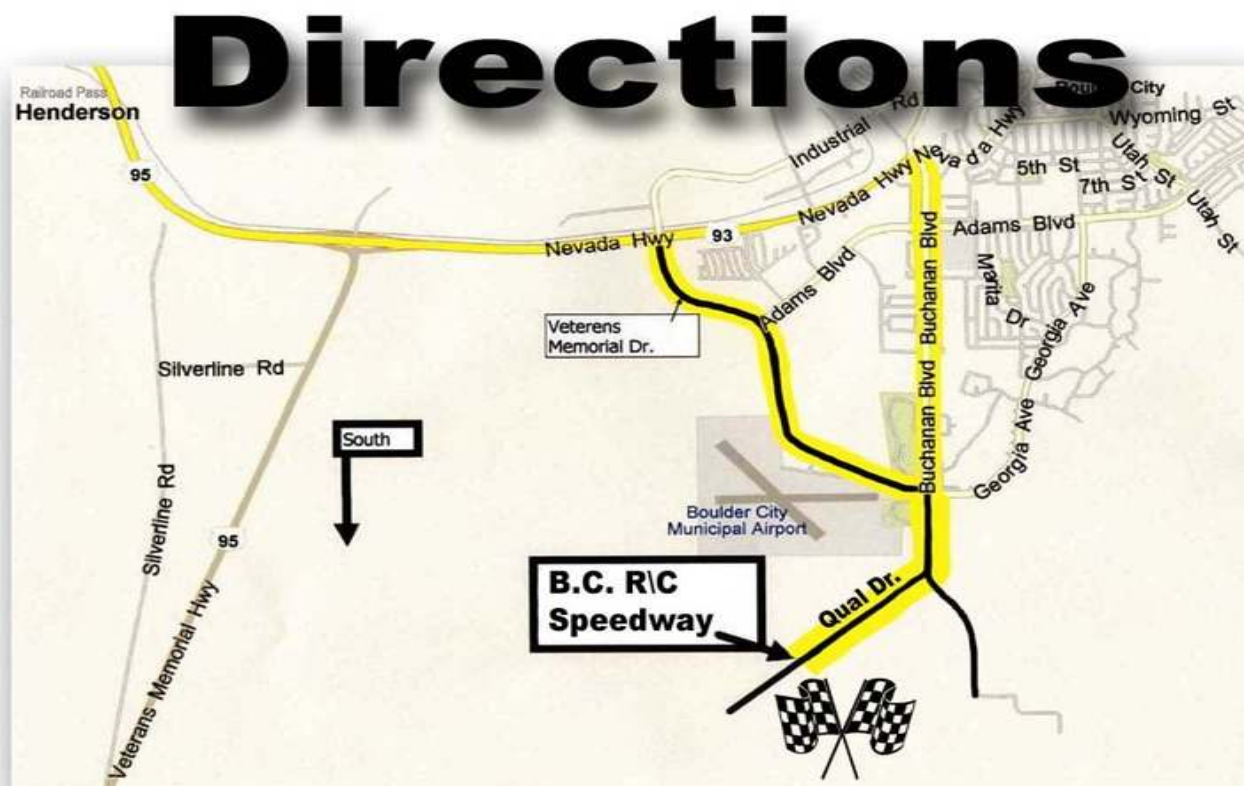 Directions
Railroad Pass
Henderson
95
Industrial Rd
Boulder City
Wyoming St
Nevada Hwy
Utah St
5th St
7th St
Utah St
Nevada Hwy
93
Nevada Hwy
Adams Blvd
Adams Blvd
Buchanan Blvd
Marita Dr
Veterens
Memorial Dr.
Georgia Ave
Silverline Rd
Buchanan Blvd
South
Georgia Ave
Buchanan Blvd
Silverline Rd
95
Boulder City
Municipal Airport
B.C. R\C
Speedway
Qual Dr.
Veterans Memorial Hwy